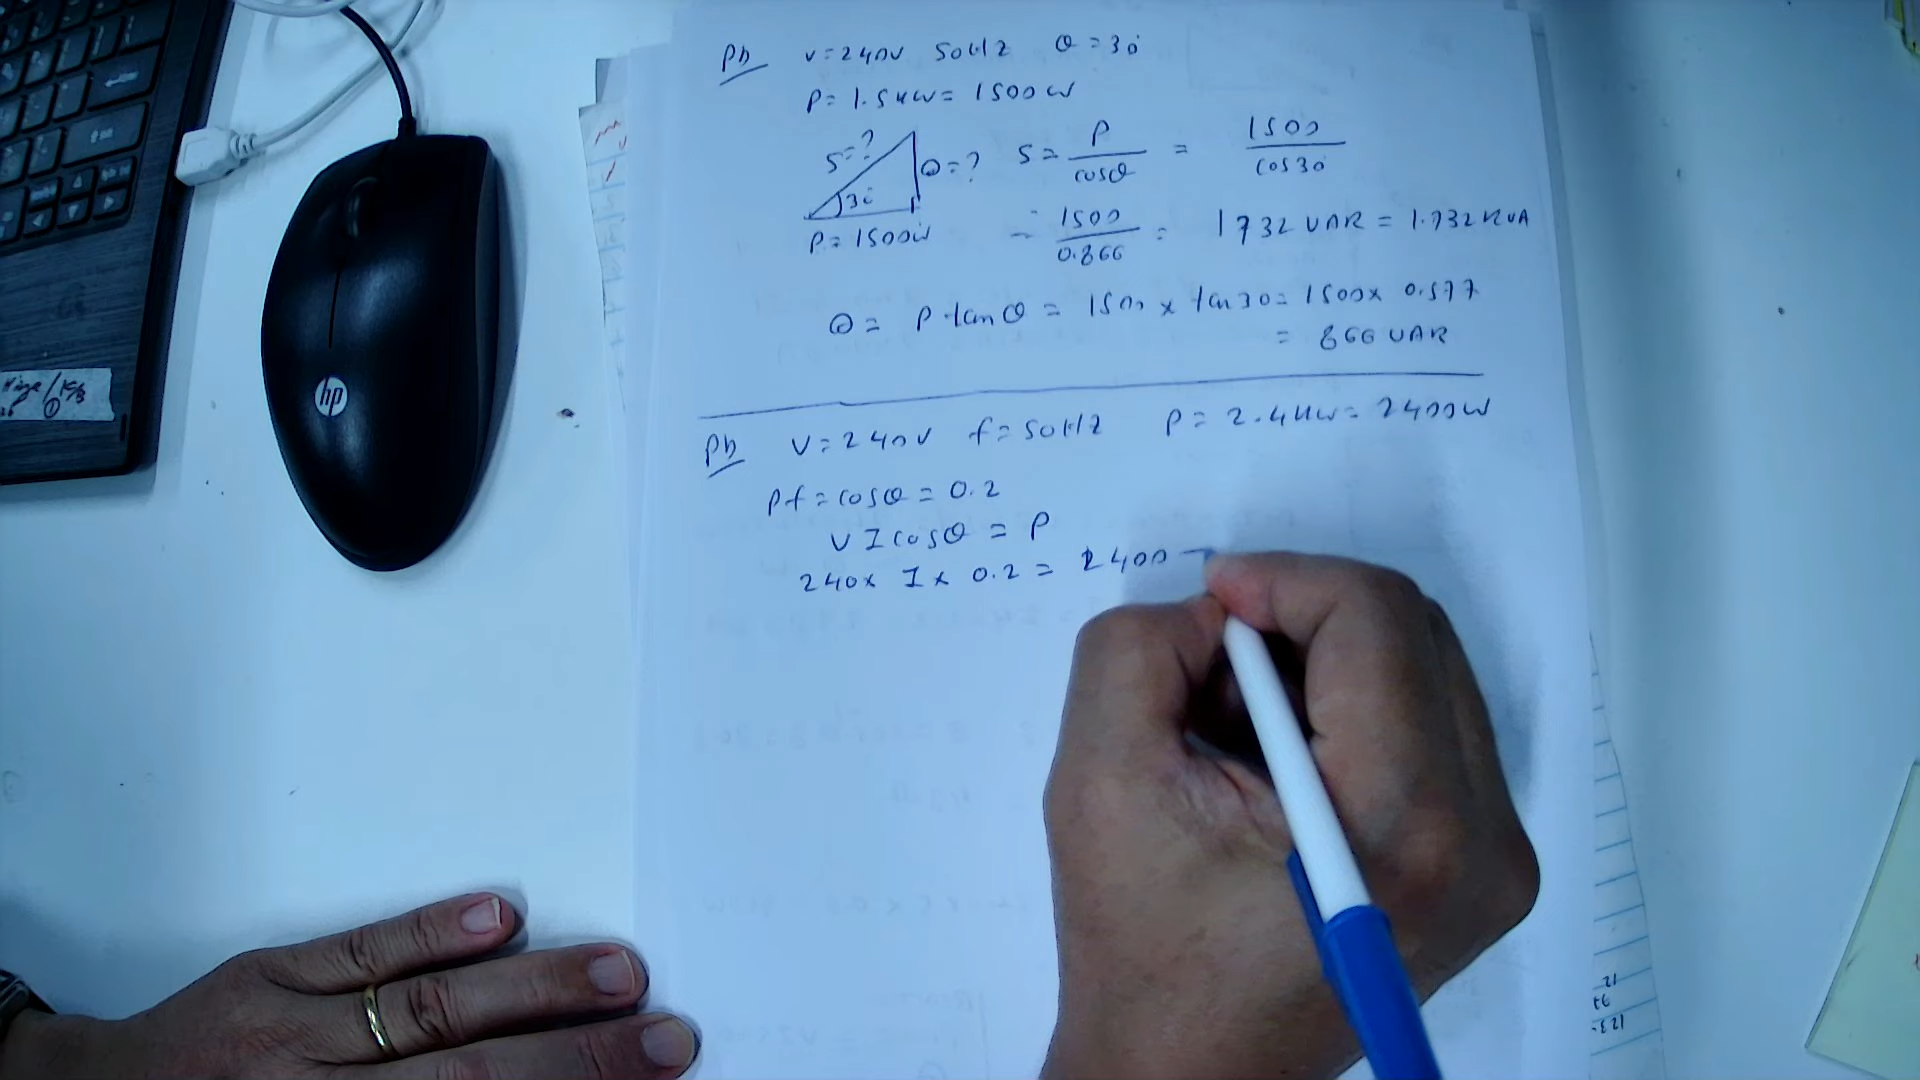 Pb V=240V 50Hz θ=30°
P=1.5KW=1500W
S=? Q=? S= P/cosθ = 1500/cos30°
30°
P=1500W = 1500/0.866 = 1732 VAR = 1.732KVA
Q= P tanθ = 1500 x tan30= 1500x 0.577
= 866 VAR
Pb V=240V f=50Hz P=2.4KW=2400W
Pf=cosθ=0.2
VIcosθ=P
240x I x 0.2 = 2400
hp